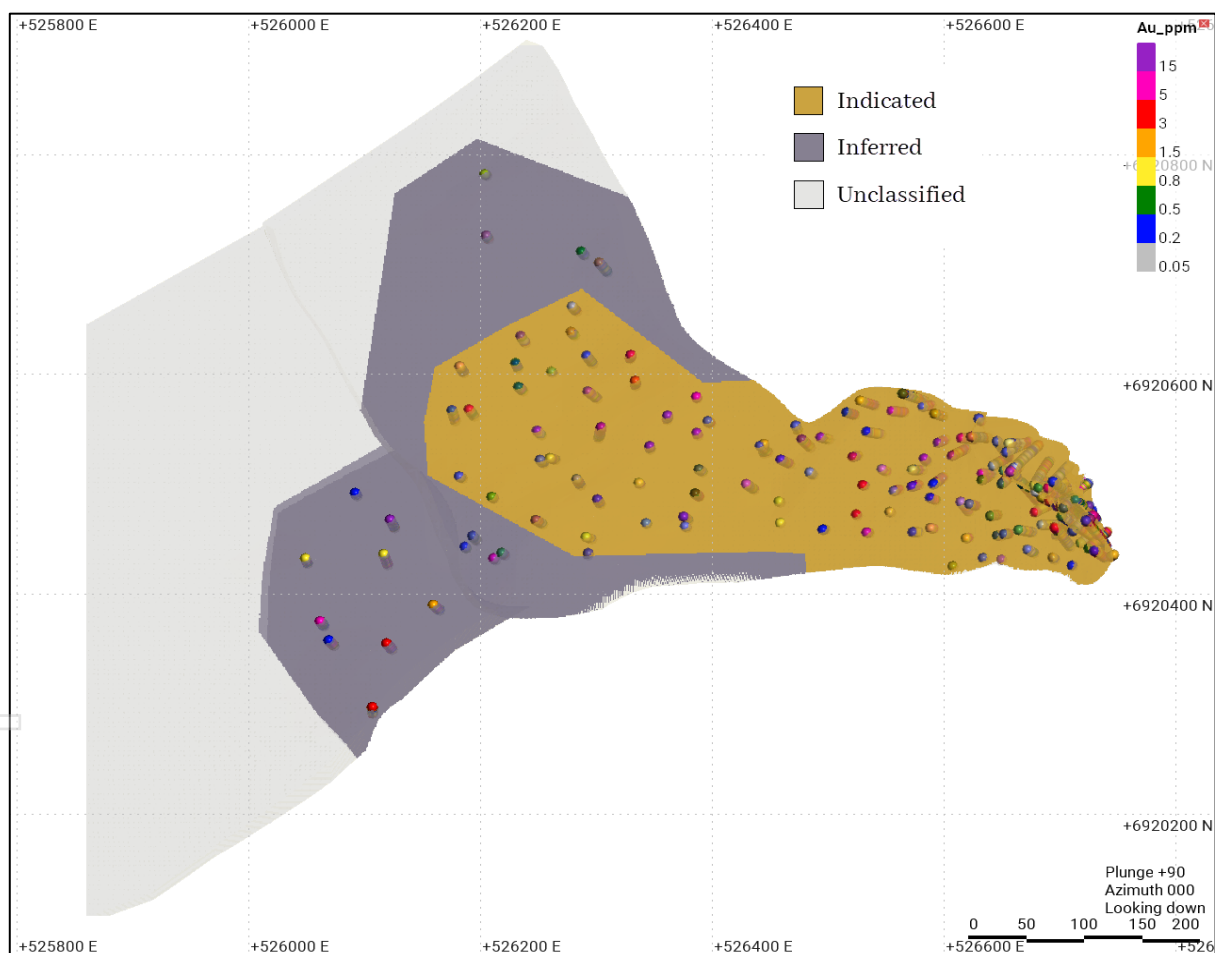 +525800 E
+526000 E
+526200 E
+526400 E
+526600 E
Au_ppm
15
5
3
1.5
0.8
0.5
0.2
0.05
Indicated
Inferred
Unclassified
+6920800 N
+6920600 N
+6920400 N
+6920200 N
Plunge +90
Azimuth 000
Looking down
0 50 100 150 200
+525800 E
+526000 E
+526200 E
+526400 E
+526600 E
+526